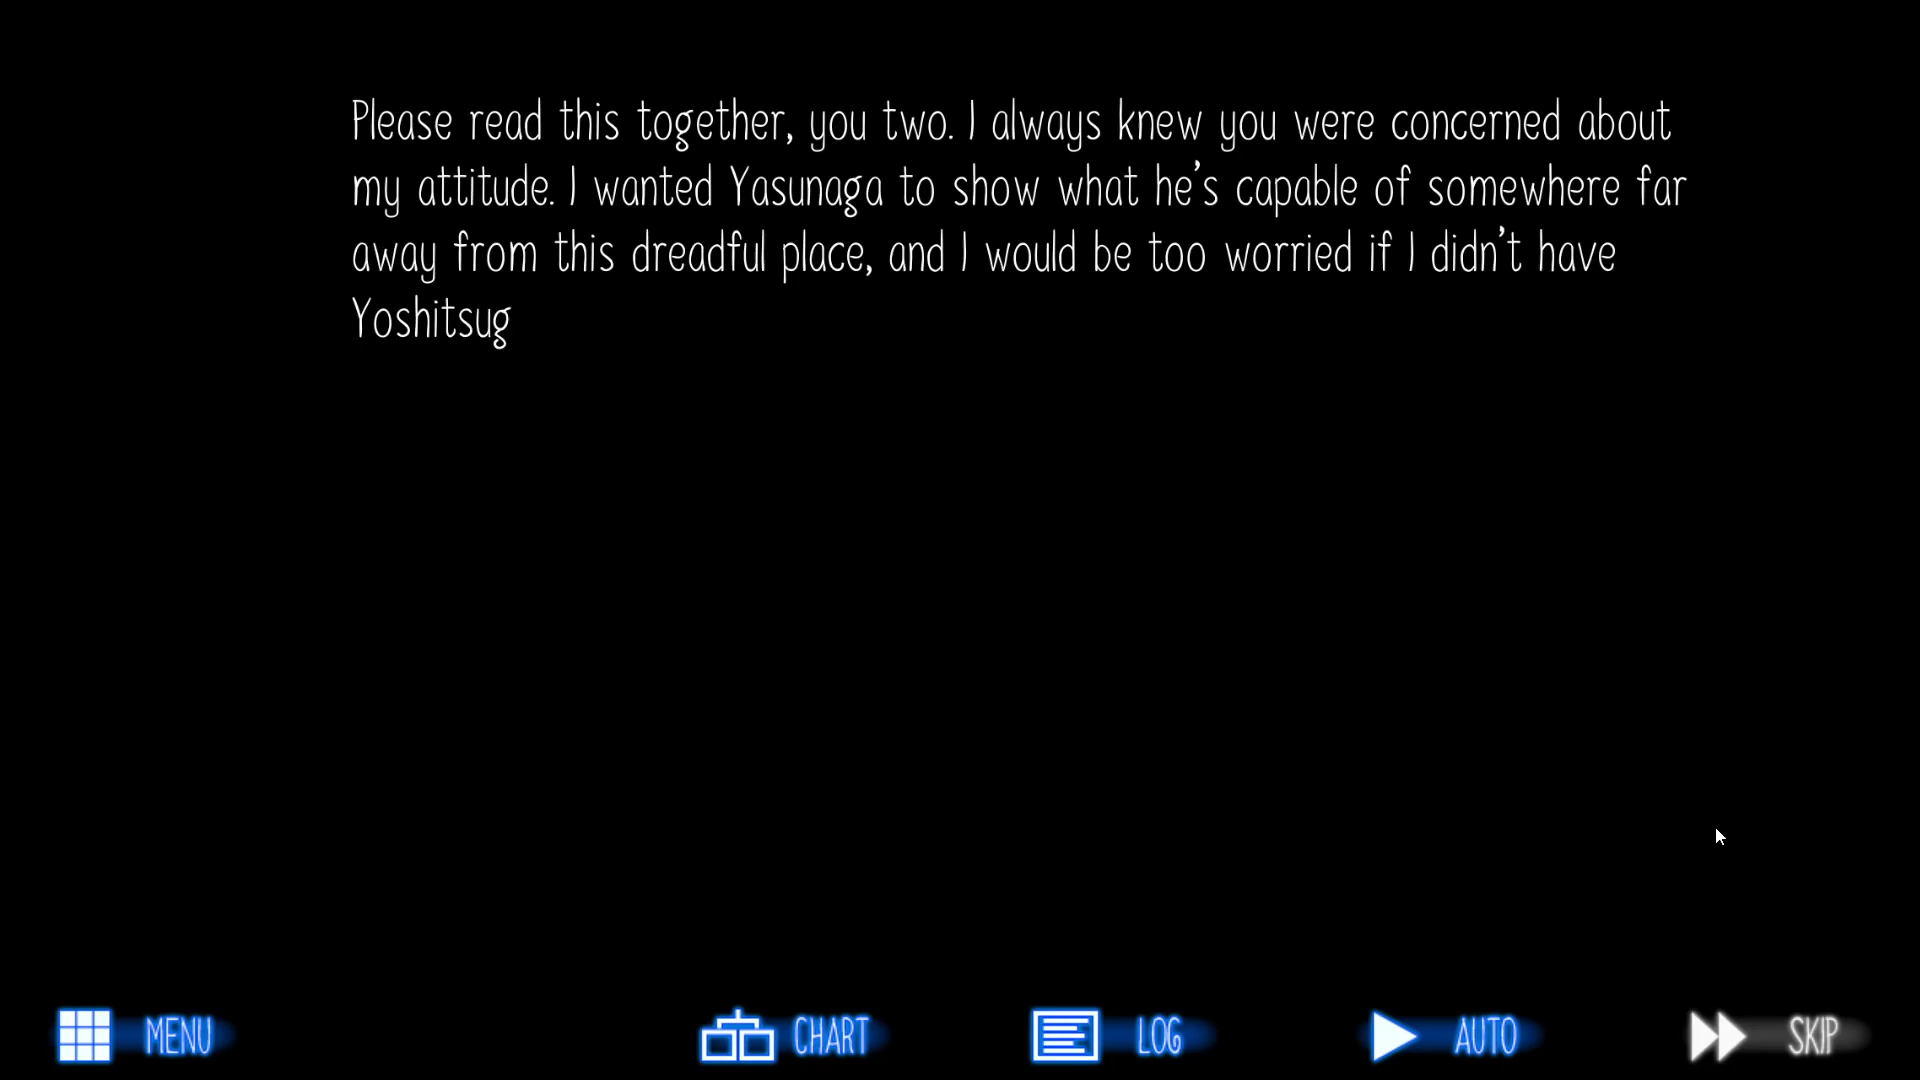 Please read this together, you two. I always knew you were concerned about
my attitude. I wanted Yasunaga to show what he's capable of somewhere far
away from this dreadful place, and I would be too worried if I didn't have
Yoshitsug
MENU
CHART
LOG
AUTO
SKIP